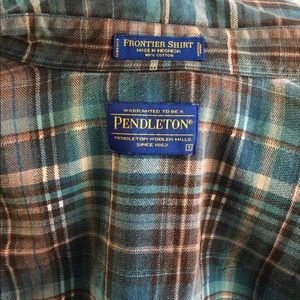 FRONTIER SHIRT
MADE IN INDONESIA
100% COTTON
WARRANTED TO BE A
PENDLETON®
PENDLETON WOOLEN MILLS
SINCE 1863